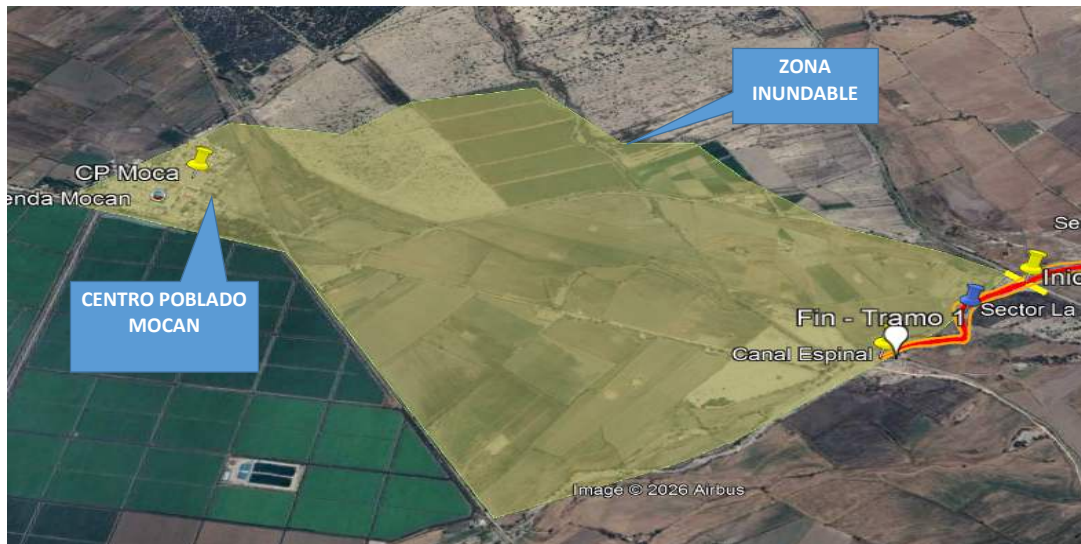 ZONA
INUNDABLE
CP Moca
enda Mocan
CENTRO POBLADO
MOCAN
Se
Inic
Sector La
Fin - Tramo 1
Canal Espinal
Image © 2026 Airbus